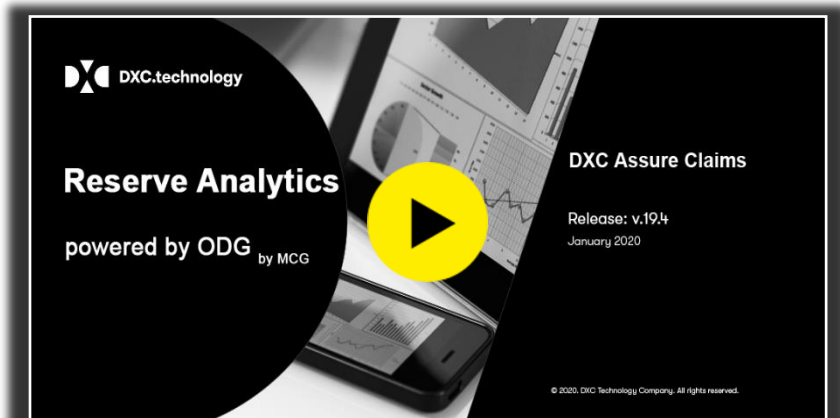 DXC.technology
Reserve Analytics
powered by ODG by MCG
DXC Assure Claims
Release: v.19.4
January 2020
© 2020. DXC Technology Company. All rights reserved.